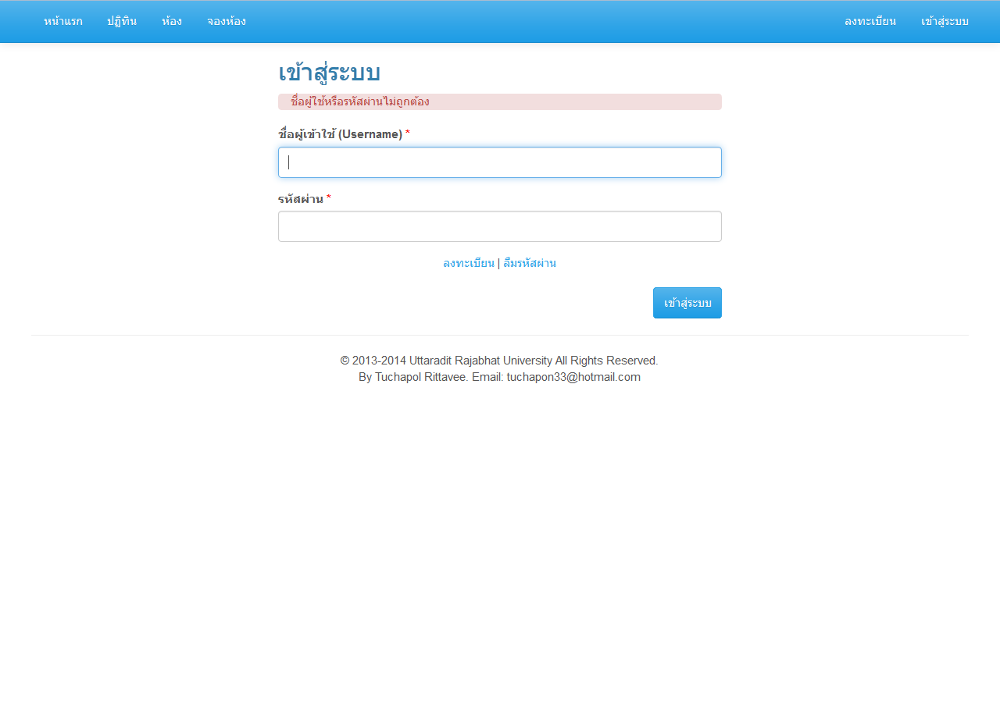 หน้าแรก ปฏิทิน ห้อง จองห้อง ลงทะเบียน เข้าสู่ระบบ
เข้าสู่ระบบ
ชื่อผู้ใช้หรือรหัสผ่านไม่ถูกต้อง
ชื่อผู้เข้าใช้ (Username) *
รหัสผ่าน *
ลงทะเบียน | ลืมรหัสผ่าน
เข้าสู่ระบบ
© 2013-2014 Uttaradit Rajabhat University All Rights Reserved.
By Tuchapol Rittavee. Email: tuchapon33@hotmail.com